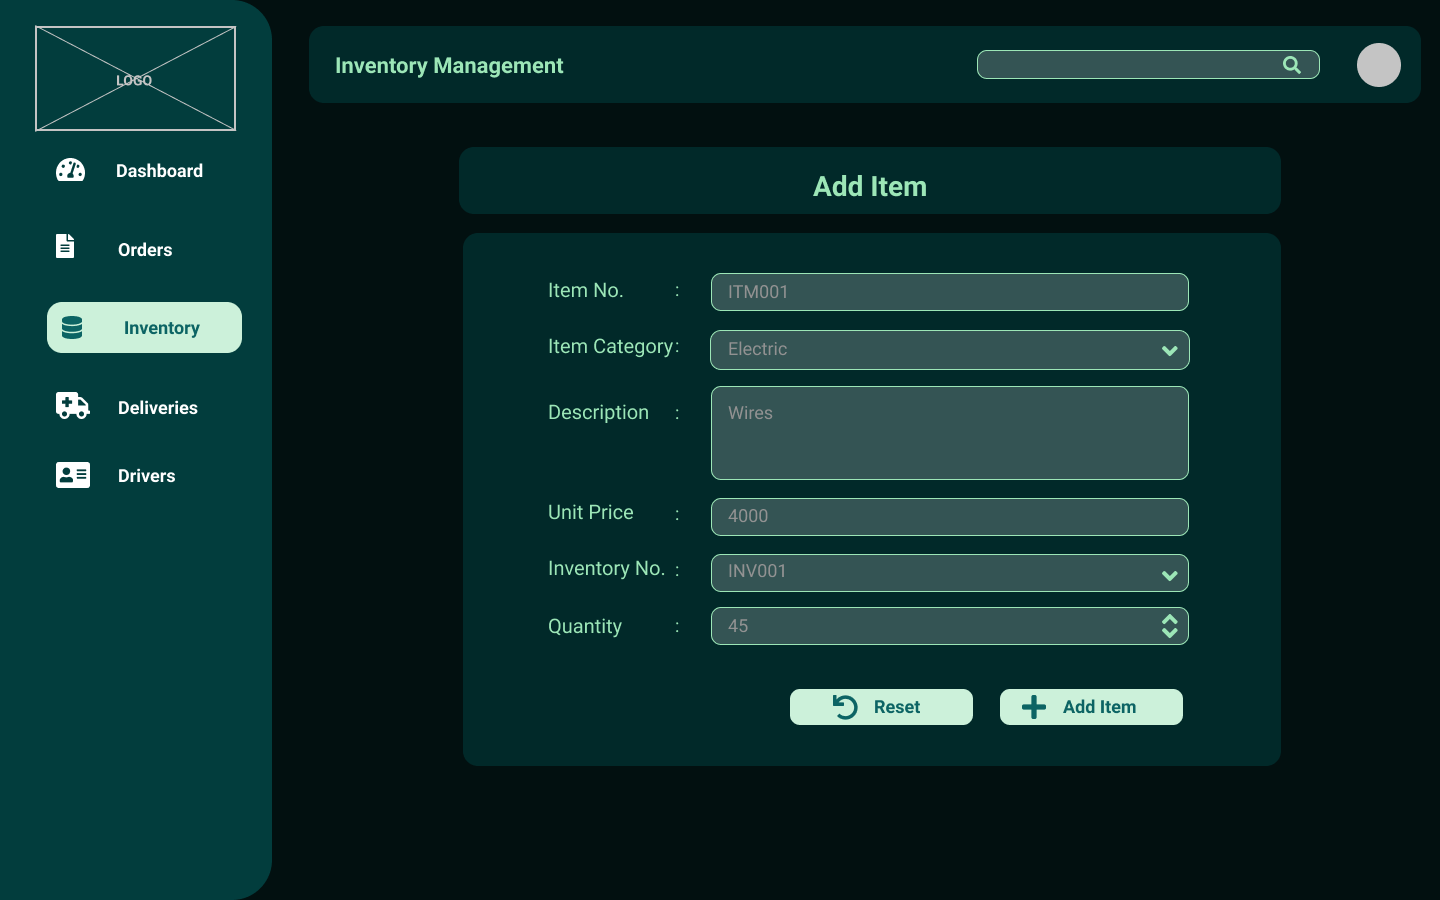 LOGO
Dashboard
Orders
Inventory
Deliveries
Drivers
Inventory Management
Add Item
Item No. : ITM001
Item Category: Electric
Description : Wires
Unit Price : 4000
Inventory No. : INV001
Quantity : 45
Reset Add Item